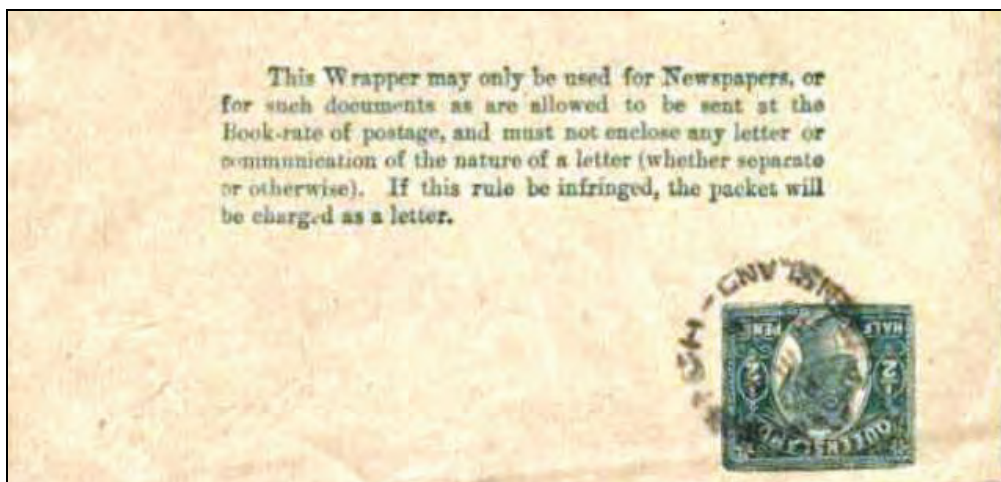 This Wrapper may only be used for Newspapers, or
for such documents as are allowed to be sent at the
Book-rate of postage, and must not enclose any letter or
communication of the nature of a letter (whether separate
or otherwise). If this rule be infringed, the packet will
be charged as a letter.
HALF PEN
½ ½
QUEENSLAND